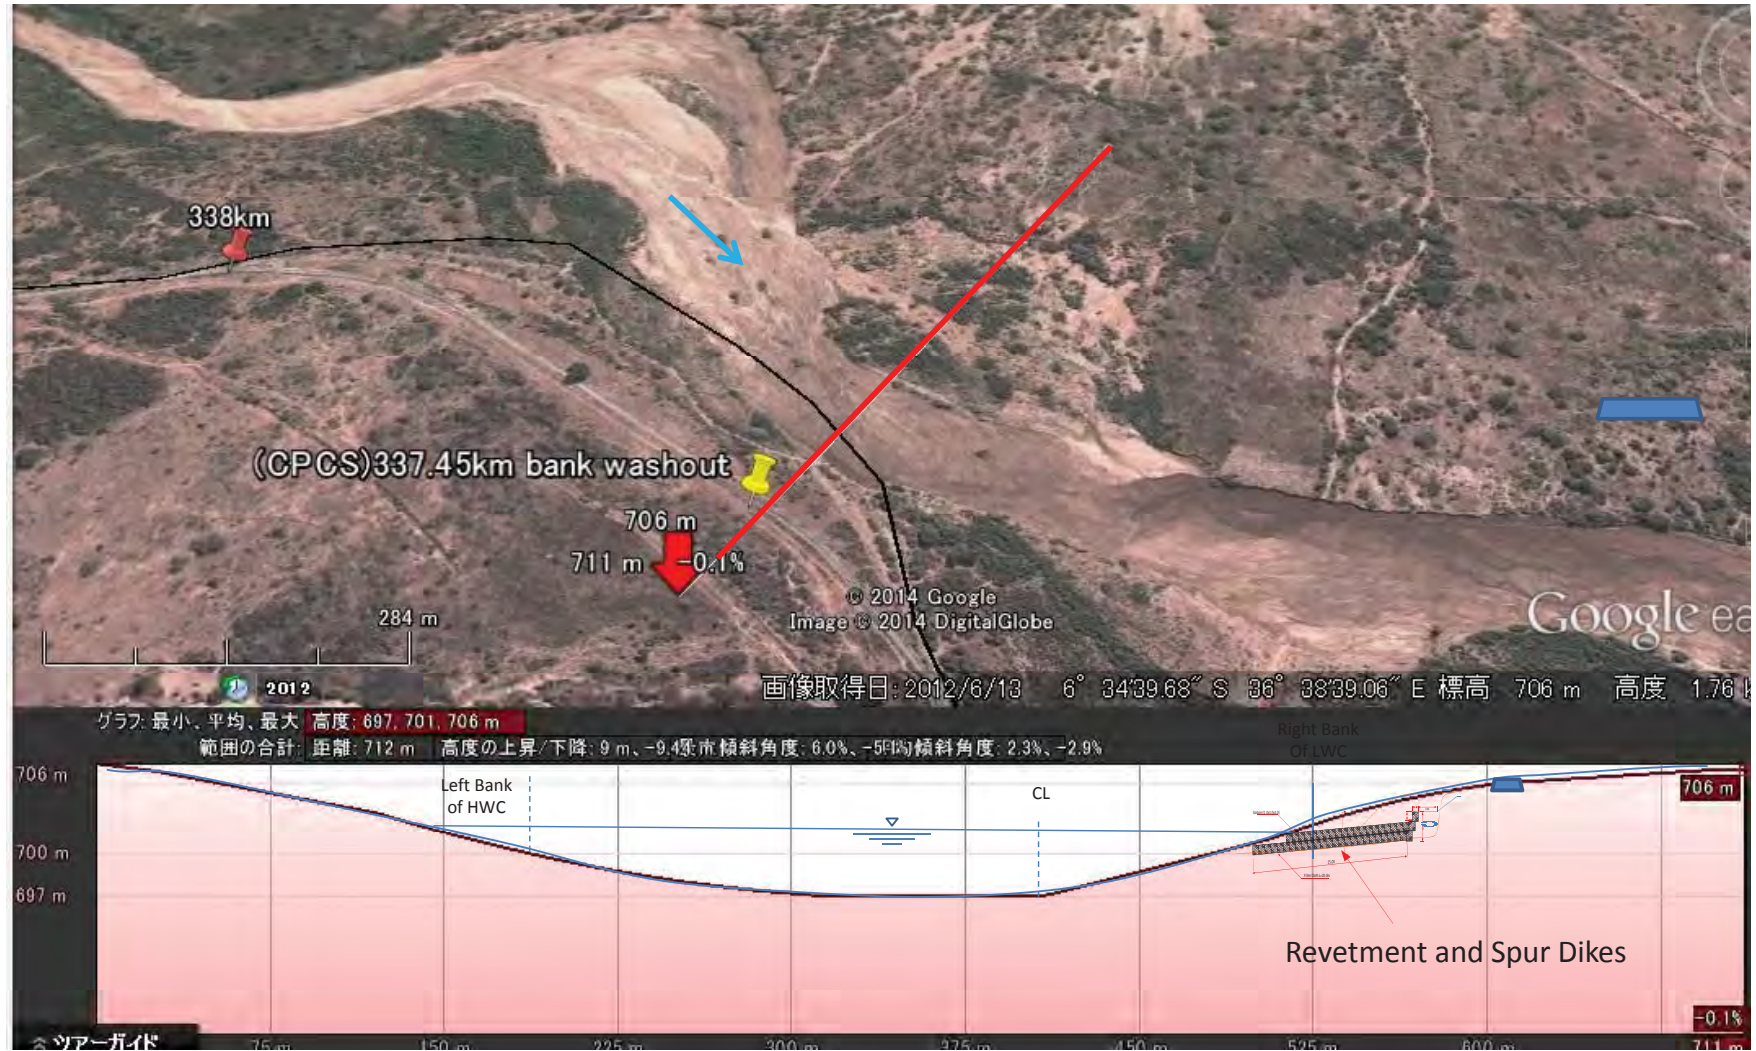 338km
(CPCS)337.45km bank washout
706 m
711 m -0.1%
284 m
© 2014 Google
Image © 2014 DigitalGlobe
Google ea
2012
画像取得日: 2012/6/13 6° 34'39.68" S 36° 38'39.06" E 標高 706 m 高度 1.76 k
グラフ: 最小、平均、最大 高度: 697, 701, 706 m
範囲の合計: 距離: 712 m 高度の上昇/下降: 9 m、-9.4 傾斜角度: 6.0%、-5 傾斜角度: 2.3%、-2.9%
Right Bank
Of LWC
706 m
Left Bank
of HWC
CL
706 m
700 m
697 m
Revetment and Spur Dikes
-0.1%
ツアーガイド
75 m 150 m 225 m 300 m 375 m 450 m 525 m 600 m 711 m